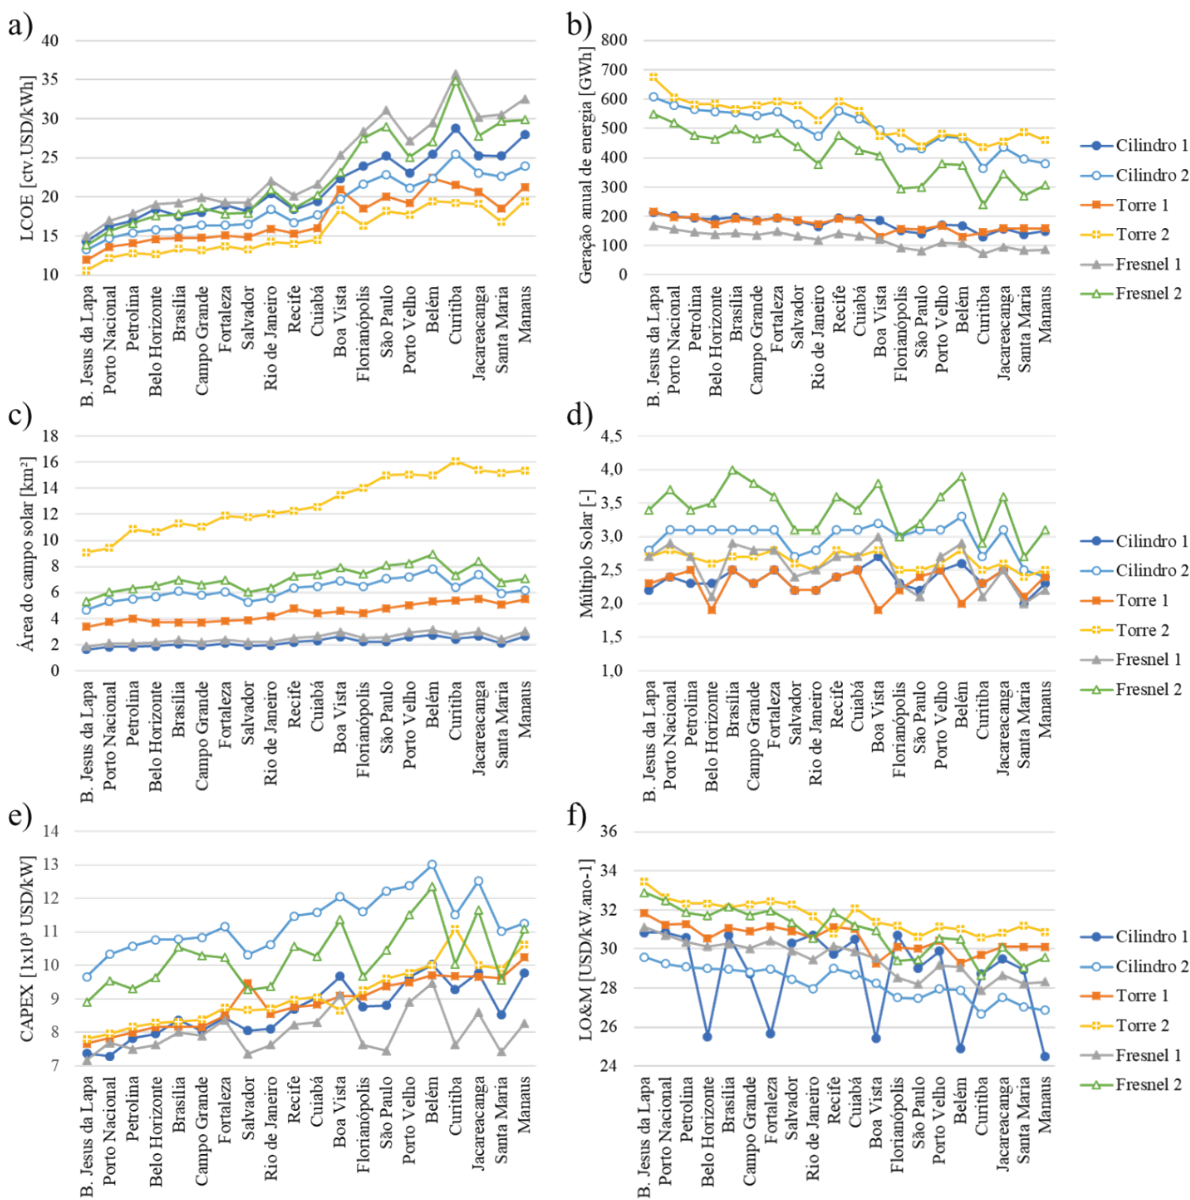 a)
LCOE [ctv.USD/kWh]
40
35
30
25
20
15
10
B. Jesus da Lapa
Porto Nacional
Petrolina
Belo Horizonte
Brasília
Campo Grande
Fortaleza
Salvador
Rio de Janeiro
Recife
Cuiabá
Boa Vista
Florianópolis
São Paulo
Porto Velho
Belém
Curitiba
Jacareacanga
Santa Maria
Manaus
b)
Geração anual de energia [GWh]
800
700
600
500
400
300
200
100
0
B. Jesus da Lapa
Porto Nacional
Petrolina
Belo Horizonte
Brasília
Campo Grande
Fortaleza
Salvador
Rio de Janeiro
Recife
Cuiabá
Boa Vista
Florianópolis
São Paulo
Porto Velho
Belém
Curitiba
Jacareacanga
Santa Maria
Manaus
Cilindro 1
Cilindro 2
Torre 1
Torre 2
Fresnel 1
Fresnel 2
c)
Área do campo solar [km²]
18
16
14
12
10
8
6
4
2
0
B. Jesus da Lapa
Porto Nacional
Petrolina
Belo Horizonte
Brasília
Campo Grande
Fortaleza
Salvador
Rio de Janeiro
Recife
Cuiabá
Boa Vista
Florianópolis
São Paulo
Porto Velho
Belém
Curitiba
Jacareacanga
Santa Maria
Manaus
d)
Múltiplo Solar [-]
4,5
4,0
3,5
3,0
2,5
2,0
1,5
1,0
B. Jesus da Lapa
Porto Nacional
Petrolina
Belo Horizonte
Brasília
Campo Grande
Fortaleza
Salvador
Rio de Janeiro
Recife
Cuiabá
Boa Vista
Florianópolis
São Paulo
Porto Velho
Belém
Curitiba
Jacareacanga
Santa Maria
Manaus
Cilindro 1
Cilindro 2
Torre 1
Torre 2
Fresnel 1
Fresnel 2
e)
CAPEX [1x10³ USD/kW]
14
13
12
11
10
9
8
7
B. Jesus da Lapa
Porto Nacional
Petrolina
Belo Horizonte
Brasília
Campo Grande
Fortaleza
Salvador
Rio de Janeiro
Recife
Cuiabá
Boa Vista
Florianópolis
São Paulo
Porto Velho
Belém
Curitiba
Jacareacanga
Santa Maria
Manaus
f)
LO&M [USD/kW.ano-1]
36
34
32
30
28
26
24
B. Jesus da Lapa
Porto Nacional
Petrolina
Belo Horizonte
Brasília
Campo Grande
Fortaleza
Salvador
Rio de Janeiro
Recife
Cuiabá
Boa Vista
Florianópolis
São Paulo
Porto Velho
Belém
Curitiba
Jacareacanga
Santa Maria
Manaus
Cilindro 1
Cilindro 2
Torre 1
Torre 2
Fresnel 1
Fresnel 2